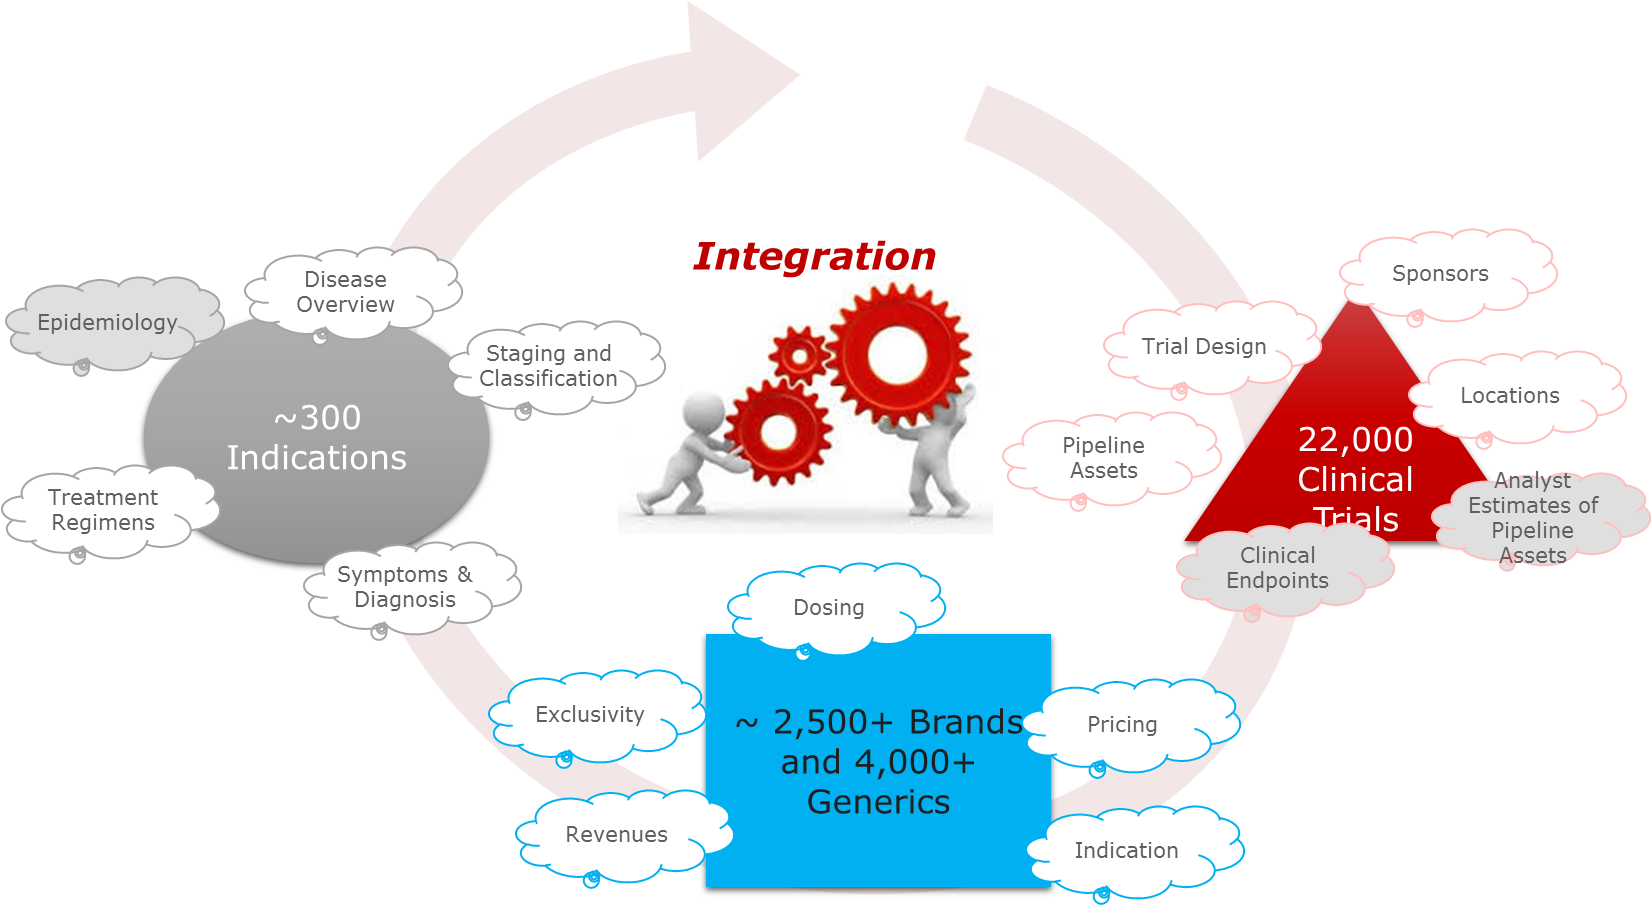 Integration
Disease
Overview
Epidemiology
Staging and
Classification
~300
Indications
Treatment
Regimens
Symptoms &
Diagnosis
Sponsors
Trial Design
Locations
Pipeline
Assets
22,000
Clinical
Trials
Analyst
Estimates of
Pipeline
Assets
Clinical
Endpoints
Dosing
Exclusivity
~ 2,500+ Brands
and 4,000+
Generics
Pricing
Revenues
Indication